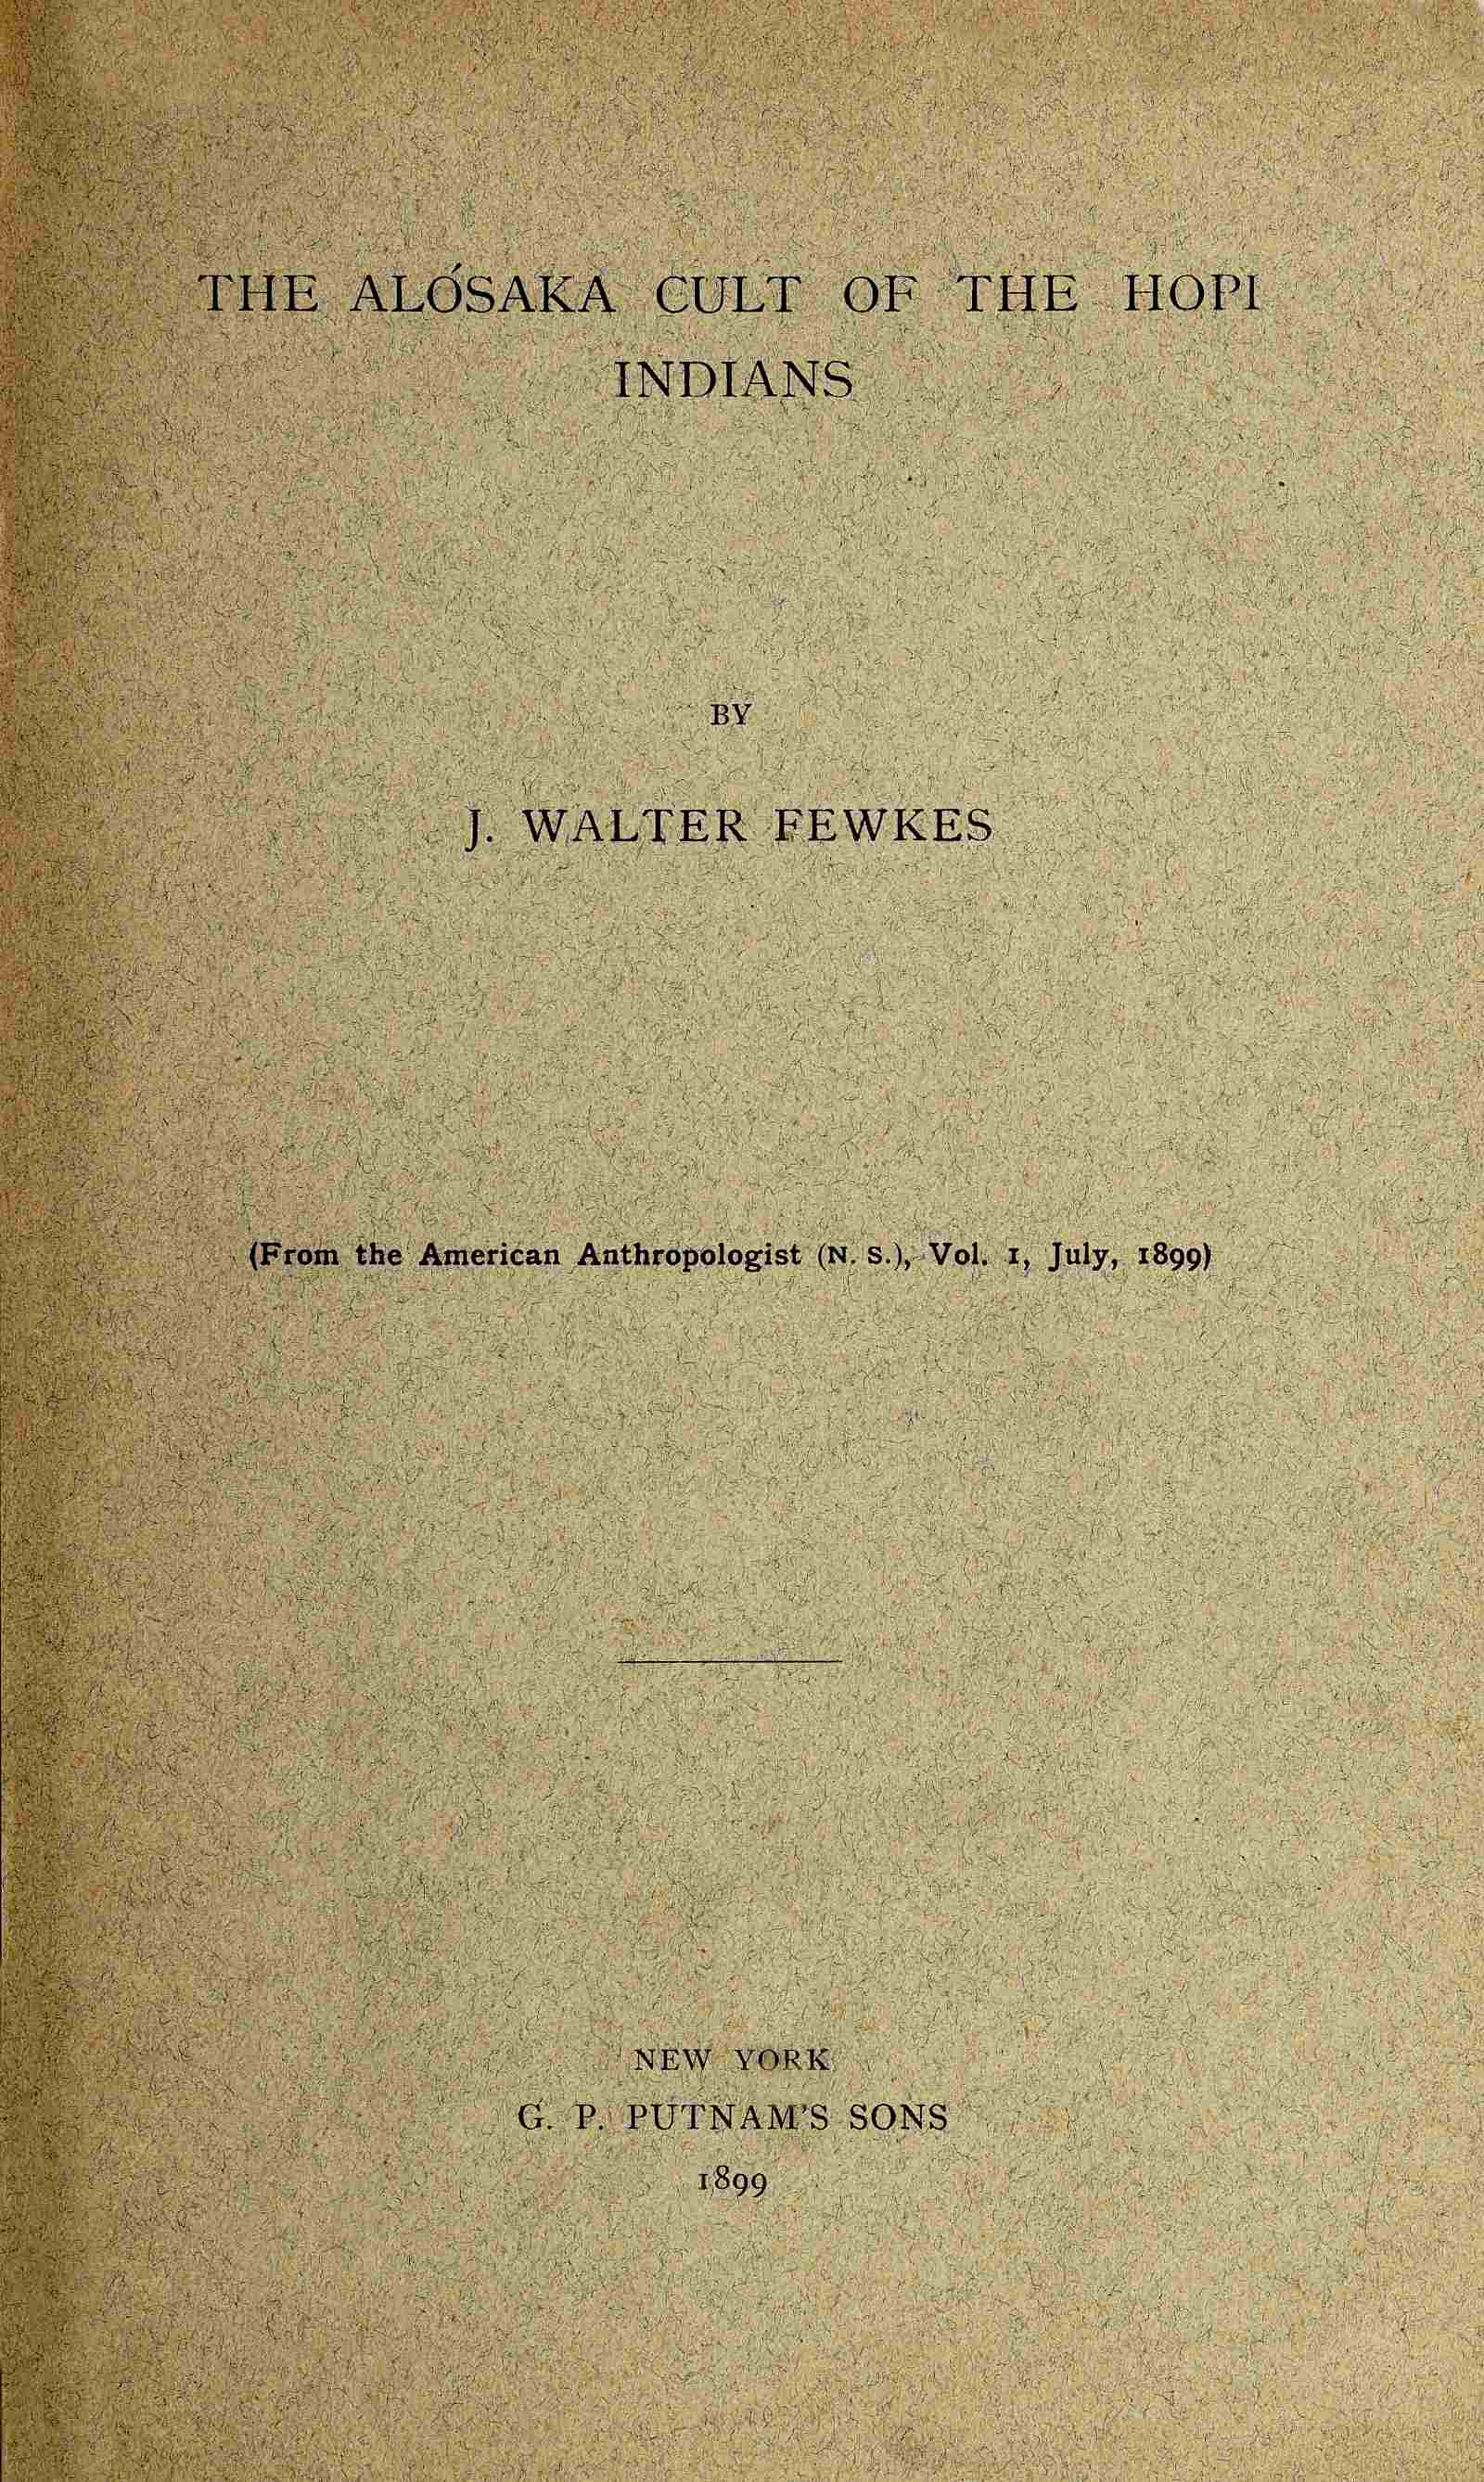 THE ALÓSAKA CULT OF THE HOPI
INDIANS
BY
J. WALTER FEWKES
(From the American Anthropologist (N. S.), Vol. 1, July, 1899)
NEW YORK
G. P. PUTNAM'S SONS
1899